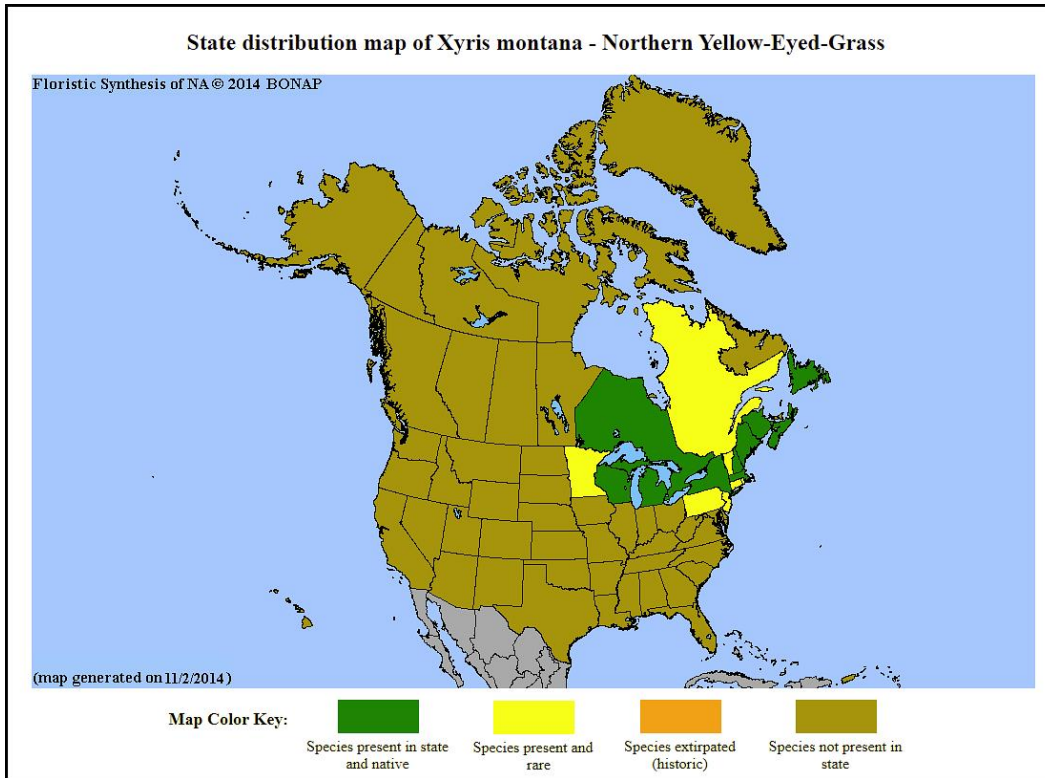 State distribution map of Xyris montana - Northern Yellow-Eyed-Grass
Floristic Synthesis of NA © 2014 BONAP
(map generated on 11/2/2014)
Map Color Key:
Species present in state
and native
Species present and
rare
Species extirpated
(historic)
Species not present in
state